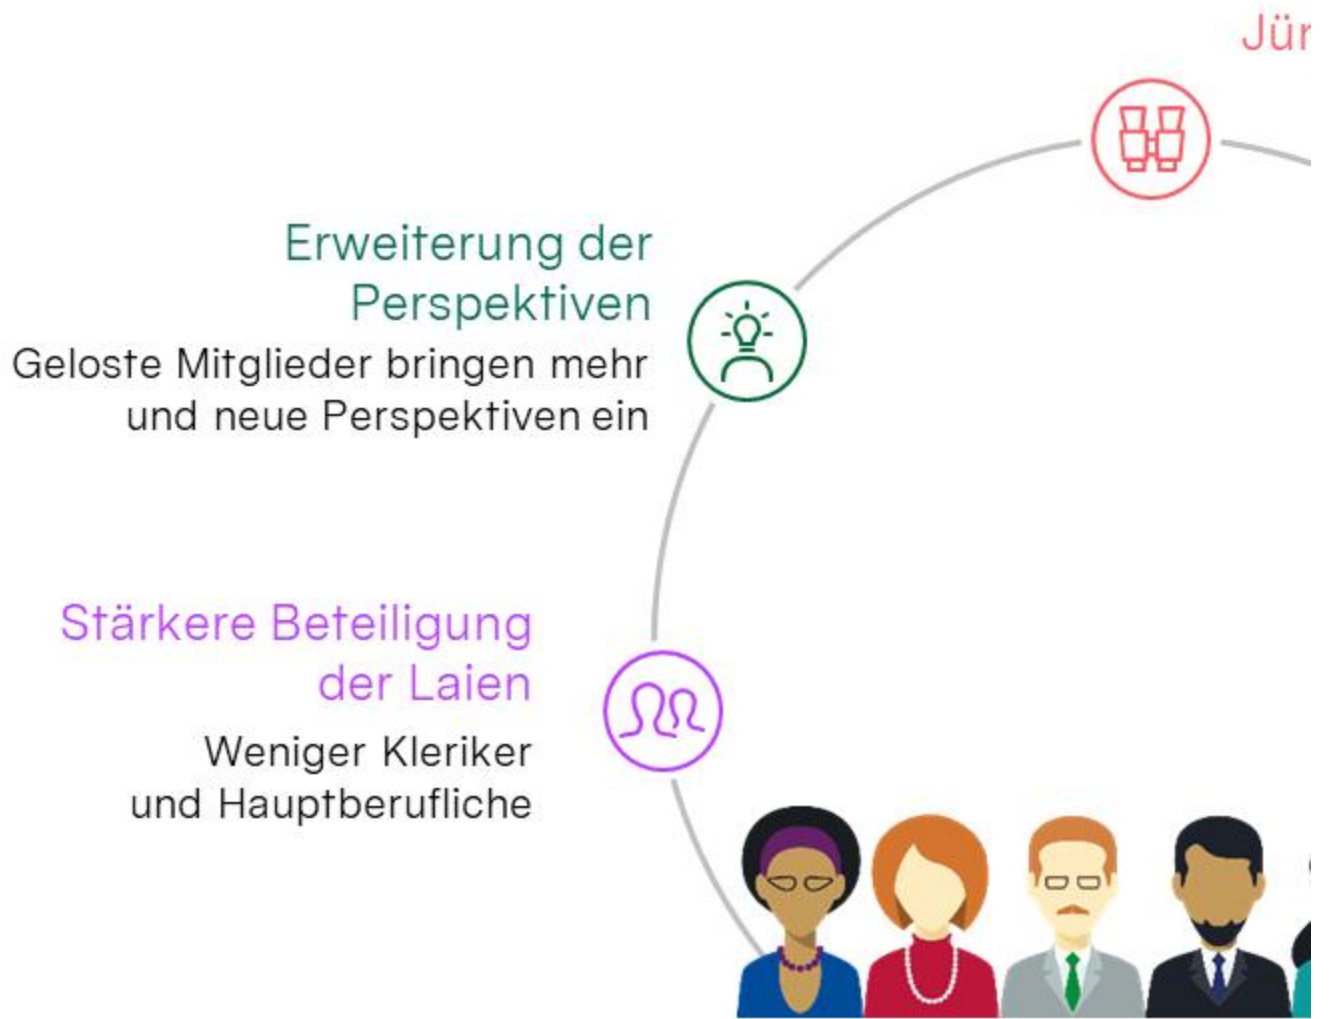 Erweiterung der
Perspektiven
Geloste Mitglieder bringen mehr
und neue Perspektiven ein
Stärkere Beteiligung
der Laien
Weniger Kleriker
und Hauptberufliche